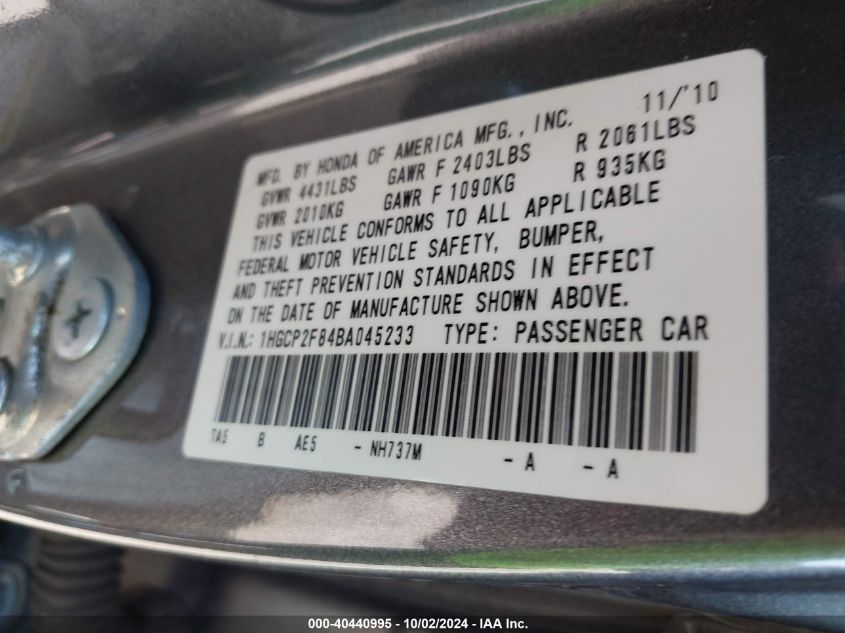 11/'10
MFD. BY HONDA OF AMERICA MFG., INC.
GVWR 4431LBS GAWR F 2403LBS R 2061LBS
GVWR 2010KG GAWR F 1090KG R 935KG
THIS VEHICLE CONFORMS TO ALL APPLICABLE
FEDERAL MOTOR VEHICLE SAFETY, BUMPER,
AND THEFT PREVENTION STANDARDS IN EFFECT
ON THE DATE OF MANUFACTURE SHOWN ABOVE.
V.I.N.: 1HGCP2F84BA045233 TYPE: PASSENGER CAR
TA5 B AE5 - NH737M - A - A
000-40440995 • 10/02/2024 - IAA Inc.